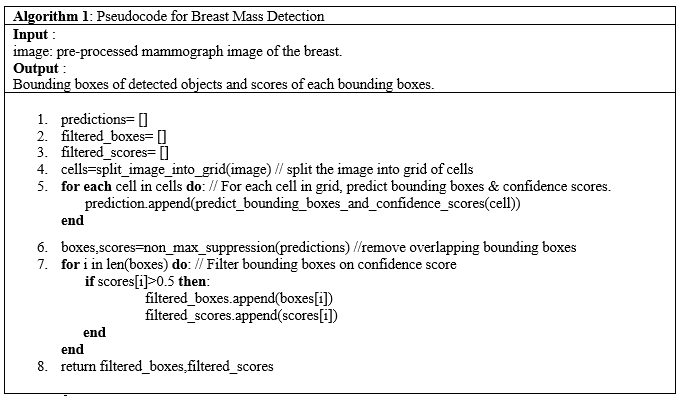 Algorithm 1: Pseudocode for Breast Mass Detection
Input :
image: pre-processed mammograph image of the breast.
Output :
Bounding boxes of detected objects and scores of each bounding boxes.
1. predictions= []
2. filtered_boxes= []
3. filtered_scores= []
4. cells=split_image_into_grid(image) // split the image into grid of cells
5. for each cell in cells do: // For each cell in grid, predict bounding boxes & confidence scores.
prediction.append(predict_bounding_boxes_and_confidence_scores(cell))
end
6. boxes,scores=non_max_suppression(predictions) //remove overlapping bounding boxes
7. for i in len(boxes) do: // Filter bounding boxes on confidence score
if scores[i]>0.5 then:
filtered_boxes.append(boxes[i])
filtered_scores.append(scores[i])
end
end
8. return filtered_boxes,filtered_scores